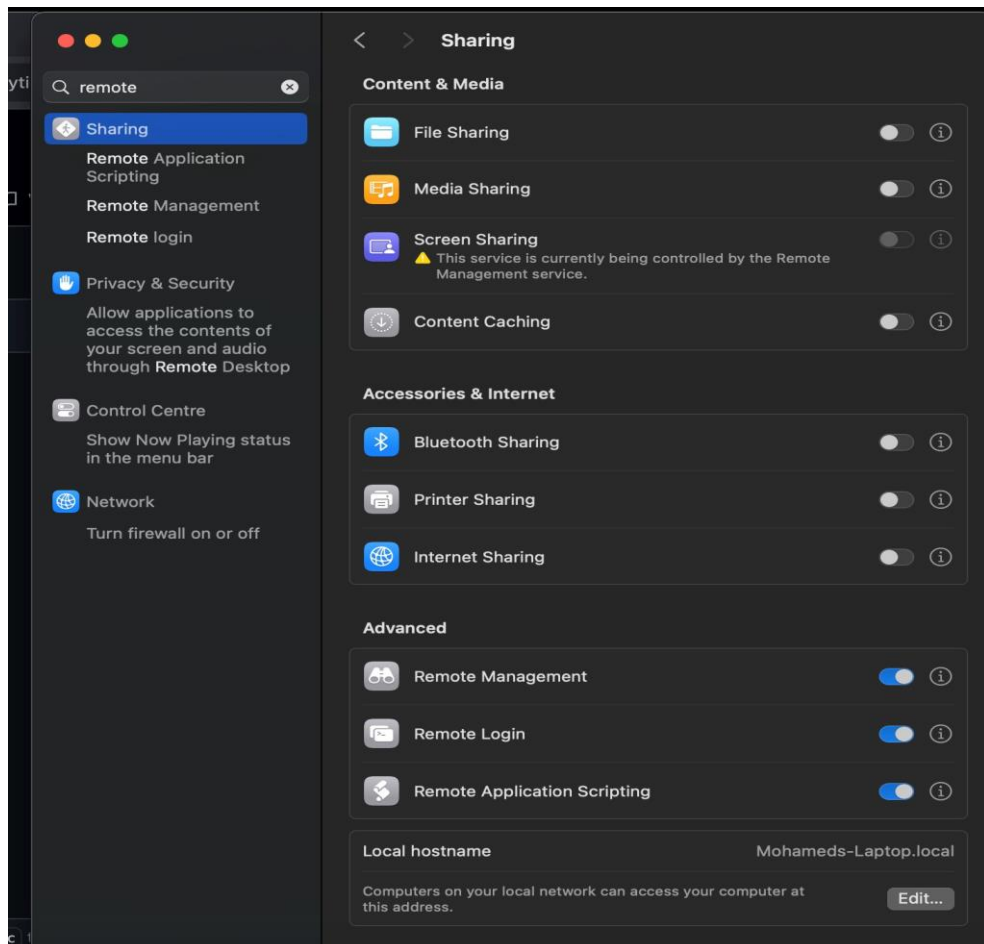 Sharing
yti
remote
Content & Media
Sharing
File Sharing
Remote Application
Scripting
Media Sharing
Remote Management
Remote login
Screen Sharing
This service is currently being controlled by the Remote
Management service.
Privacy & Security
Allow applications to
access the contents of
your screen and audio
through Remote Desktop
Content Caching
Accessories & Internet
Control Centre
Show Now Playing status
in the menu bar
Bluetooth Sharing
Network
Turn firewall on or off
Printer Sharing
Internet Sharing
Advanced
Remote Management
Remote Login
Remote Application Scripting
Local hostname Mohameds-Laptop.local
Computers on your local network can access your computer at
this address.
Edit...
c